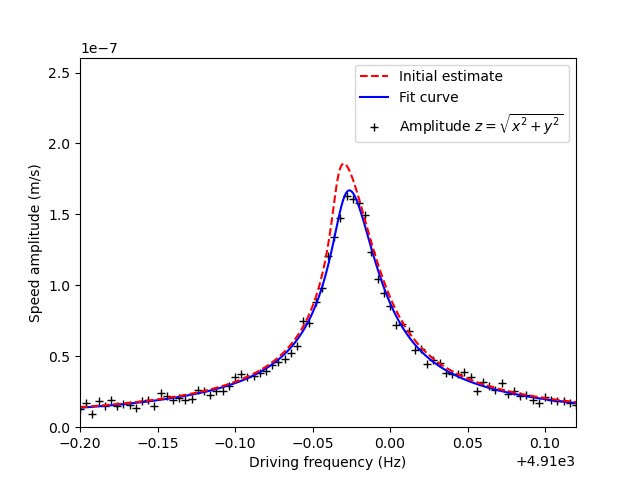 1e−7
2.5
2.0
1.5
1.0
0.5
0.0
Speed amplitude (m/s)
Initial estimate
Fit curve
Amplitude z = √x² + y²
−0.20 −0.15 −0.10 −0.05 0.00 0.05 0.10
Driving frequency (Hz)
+4.91e3